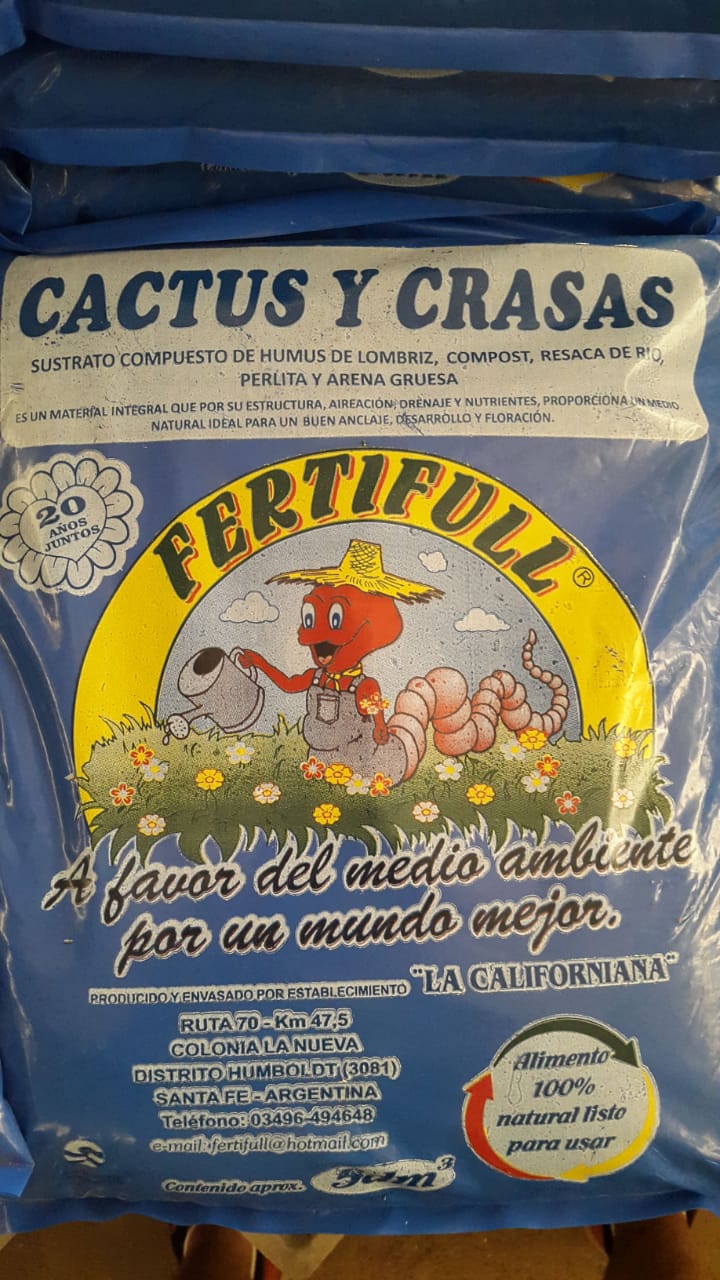 CACTUS Y CRASAS
SUSTRATO COMPUESTO DE HUMUS DE LOMBRIZ, COMPOST, RESACA DE RIO,
PERLITA Y ARENA GRUESA
ES UN MATERIAL INTEGRAL QUE POR SU ESTRUCTURA, AIREACIÓN, DRENAJE Y NUTRIENTES, PROPORCIONA UN MEDIO
NATURAL IDEAL PARA UN BUEN ANCLAJE, DESARROLLO Y FLORACIÓN.
20
AÑOS
JUNTOS
FERTIFULL®
A favor del medio ambiente
por un mundo mejor.
PRODUCIDO Y ENVASADO POR ESTABLECIMIENTO "LA CALIFORNIANA"
RUTA 70 - Km 47,5
COLONIA LA NUEVA
DISTRITO HUMBOLDT (3081)
SANTA FE - ARGENTINA
Teléfono: 03496-494648
e-mail: fertifull@hotmail.com
Alimento
100%
natural listo
para usar
Contenido aprox.